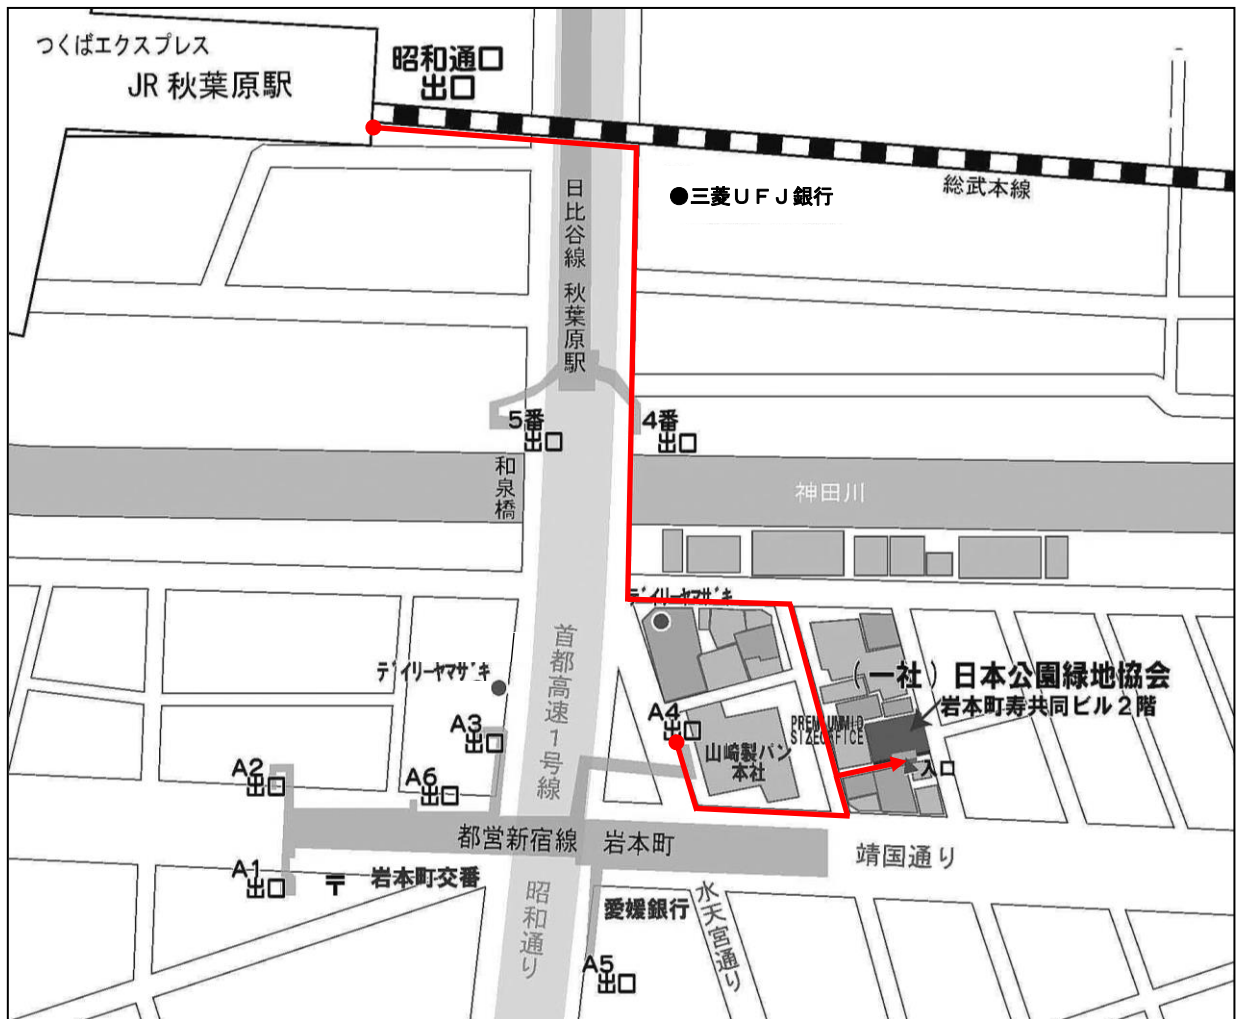 つくばエクスプレス
JR 秋葉原駅
昭和通口
出口
●三菱ＵＦＪ銀行
総武本線
日比谷線 秋葉原駅
5番
出口
4番
出口
和泉橋
神田川
デイリーヤマザキ
首都高速1号線
デイリーヤマザキ
（一社）日本公園緑地協会
岩本町寿共同ビル２階
A4
出口
PREMIUMMIO
SIZEOFFICE
山崎製パン
本社
入口
A3
出口
A2
出口
A6
出口
都営新宿線 岩本町
靖国通り
A1
出口
〒
岩本町交番
昭和通り
愛媛銀行
水天宮通り
A5
出口